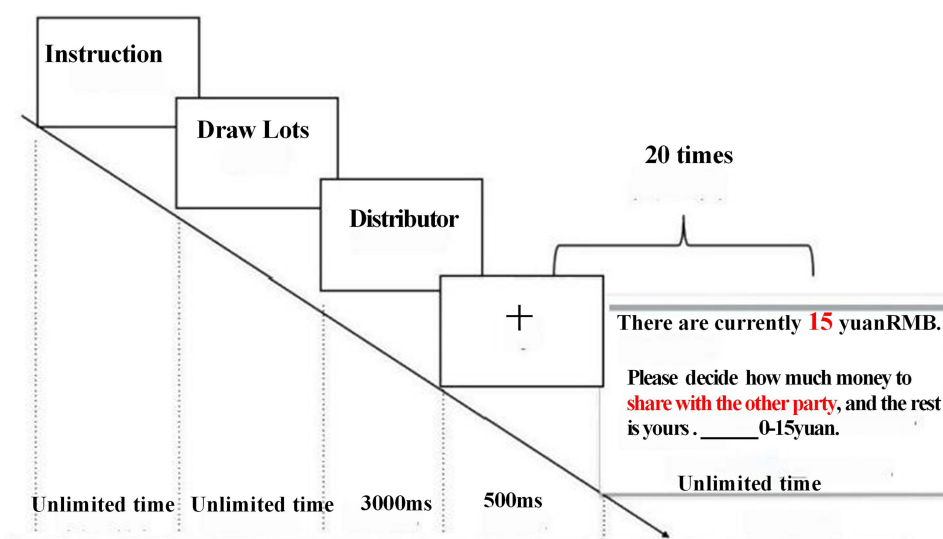 Instruction
Draw Lots
Distributor
20 times
There are currently 15 yuanRMB.
Please decide how much money to
share with the other party, and the rest
is yours . _____0-15yuan.
Unlimited time
Unlimited time
3000ms
500ms
Unlimited time